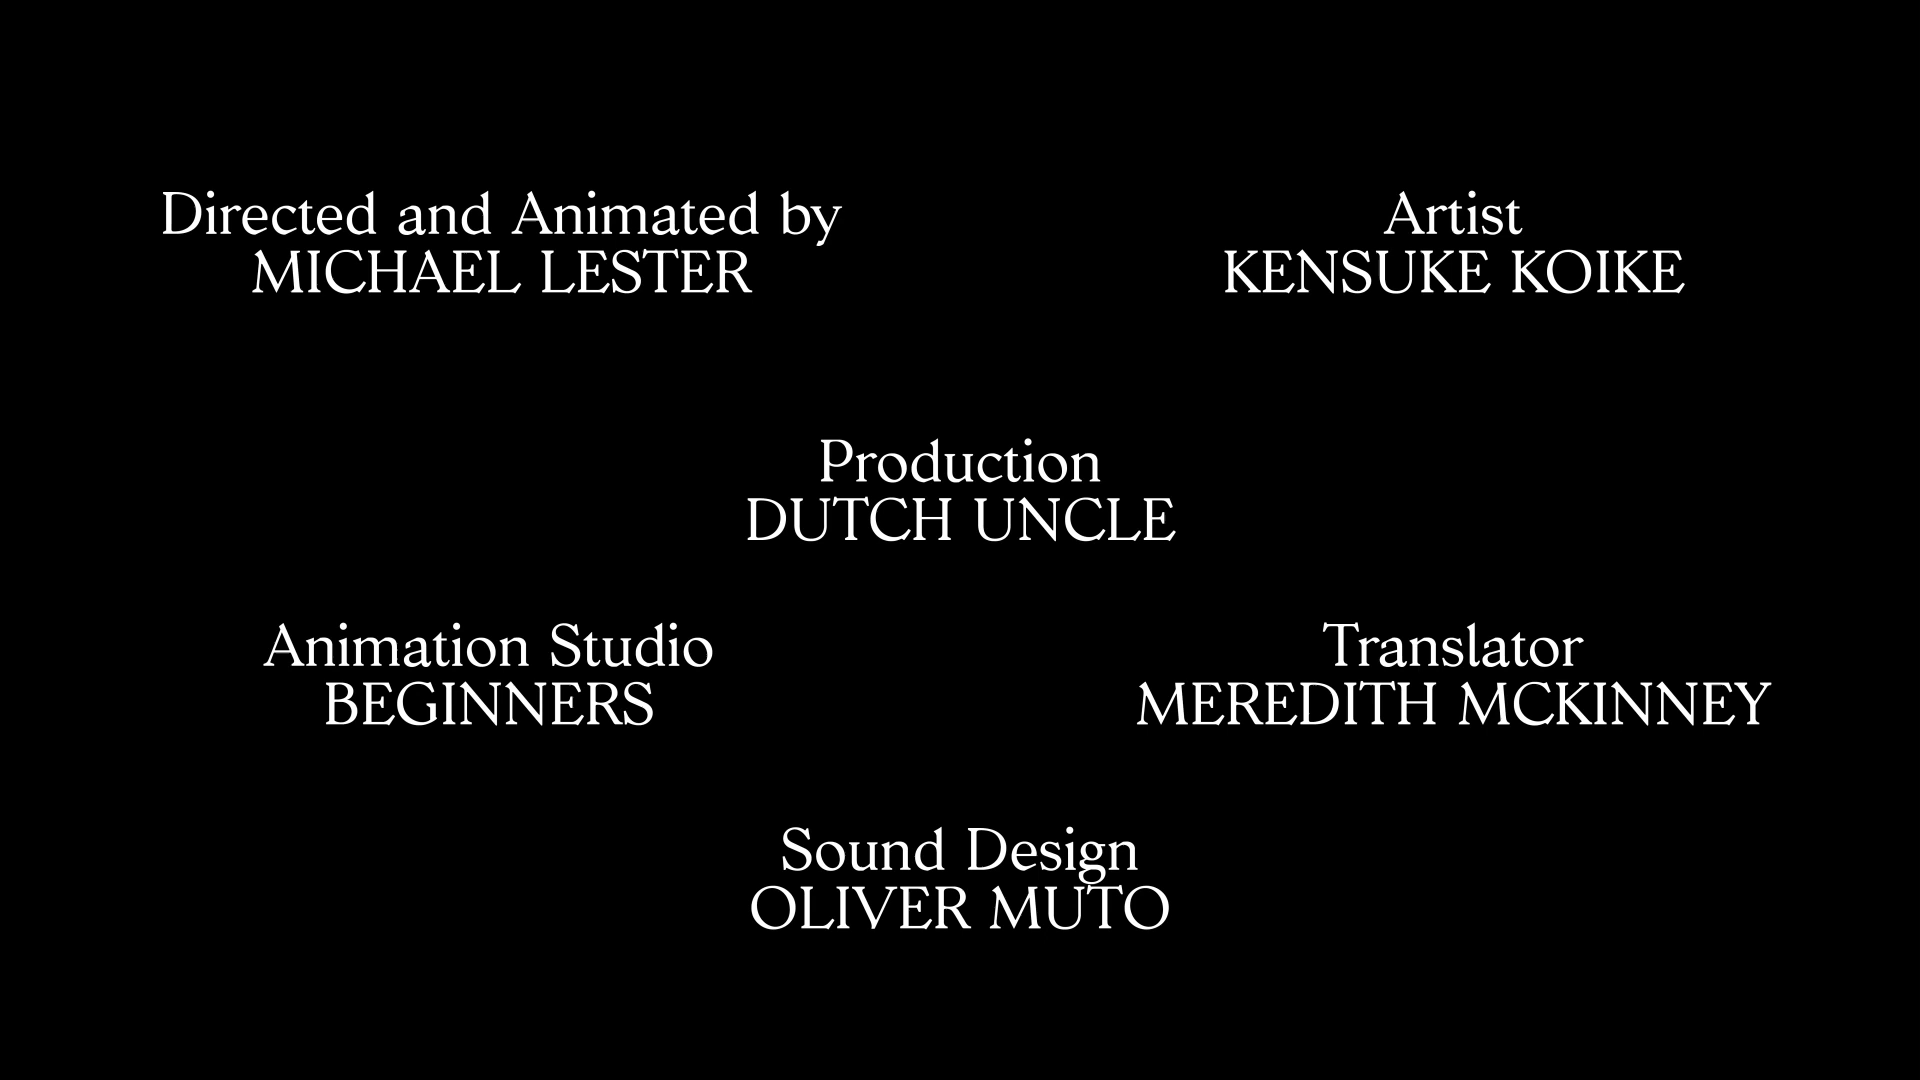 Directed and Animated by
MICHAEL LESTER
Artist
KENSUKE KOIKE
Production
DUTCH UNCLE
Animation Studio
BEGINNERS
Translator
MEREDITH MCKINNEY
Sound Design
OLIVER MUTO